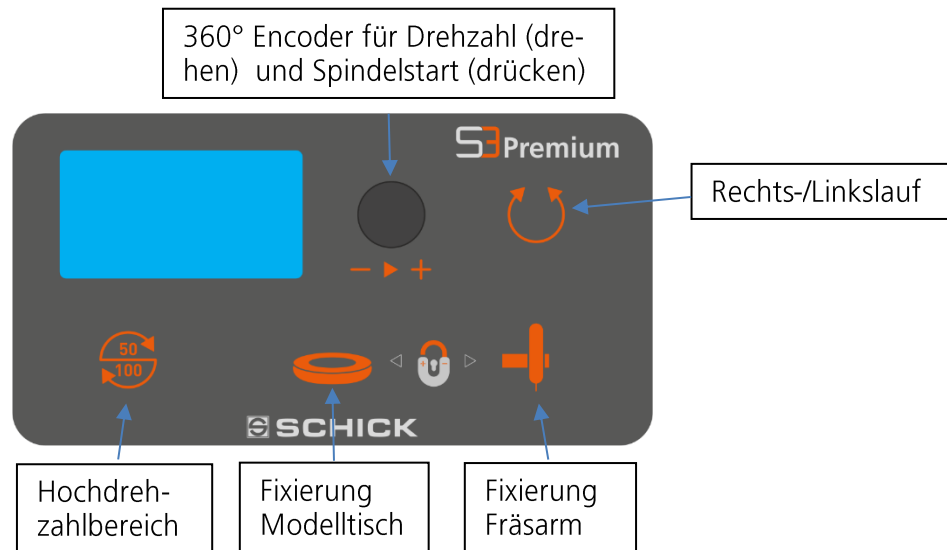 360° Encoder für Drehzahl (dre-
hen) und Spindelstart (drücken)
S3 Premium
Rechts-/Linkslauf
50
100
SCHICK
Hochdreh-
zahlbereich
Fixierung
Modelltisch
Fixierung
Fräsarm